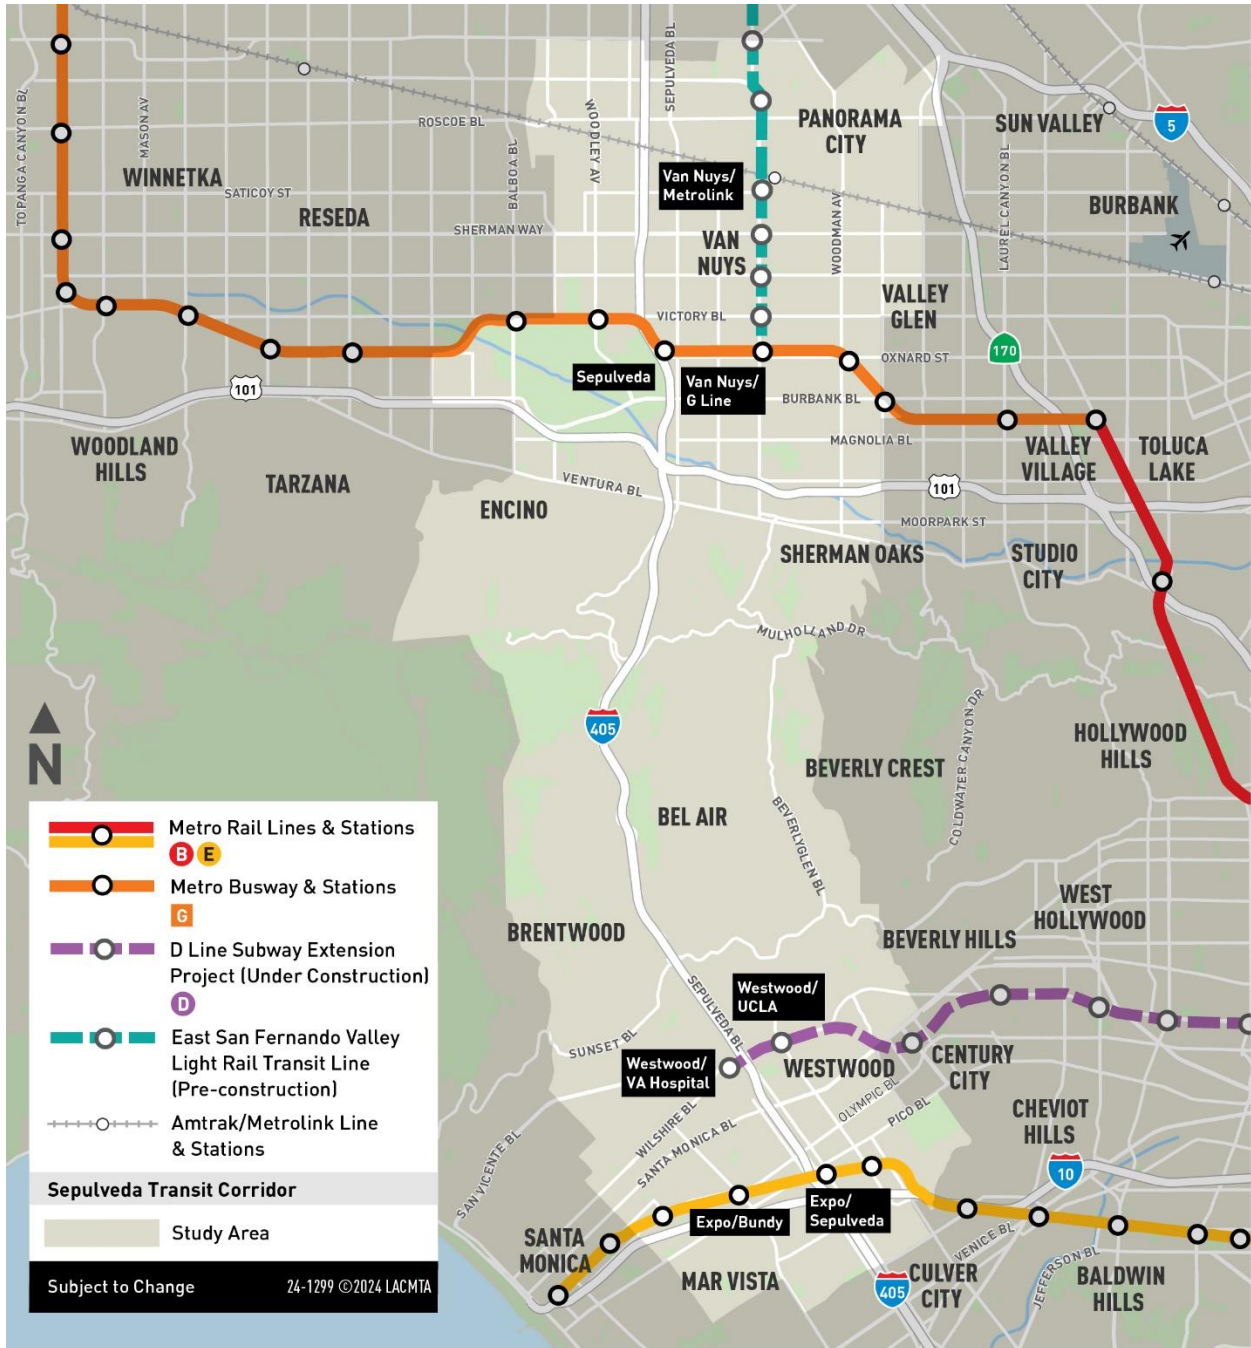 TOPANGA CANYON BL
MASON AV
WINNETKA
SATICOY ST
RESEDA
ROSCOE BL
BALBOA BL
SHERMAN WAY
WOODLEY AV
SEPULVEDA BL
PANORAMA
CITY
SUN VALLEY
5
Van Nuys/
Metrolink
WOODMAN AV
LAUREL CANYON BL
BURBANK
VAN
NUYS
VALLEY
GLEN
VICTORY BL
OXNARD ST
170
101
Sepulveda
Van Nuys/
G Line
BURBANK BL
MAGNOLIA BL
WOODLAND
HILLS
TARZANA
VENTURA BL
ENCINO
101
VALLEY
VILLAGE
TOLUCA
LAKE
MOORPARK ST
SHERMAN OAKS
STUDIO
CITY
MULHOLLAND DR
N
405
COLDWATER CANYON DR
HOLLYWOOD
HILLS
BEVERLY CREST
BEL AIR
BEVERLYGLEN BL
WEST
HOLLYWOOD
BRENTWOOD
BEVERLY HILLS
SEPULVEDA BL
Westwood/
UCLA
SUNSET BL
Westwood/
VA Hospital
WESTWOOD
CENTURY
CITY
OLYMPIC BL
PICO BL
WILSHIRE BL
SANTA MONICA BL
SAN VICENTE BL
CHEVIOT
HILLS
10
Expo/Bundy
Expo/
Sepulveda
SANTA
MONICA
VENICE BL
JEFFERSON BL
MAR VISTA
405
CULVER
CITY
BALDWIN
HILLS
Metro Rail Lines & Stations
B E
Metro Busway & Stations
G
D Line Subway Extension
Project (Under Construction)
D
East San Fernando Valley
Light Rail Transit Line
(Pre-construction)
Amtrak/Metrolink Line
& Stations
Sepulveda Transit Corridor
Study Area
Subject to Change 24-1299 ©2024 LACMTA